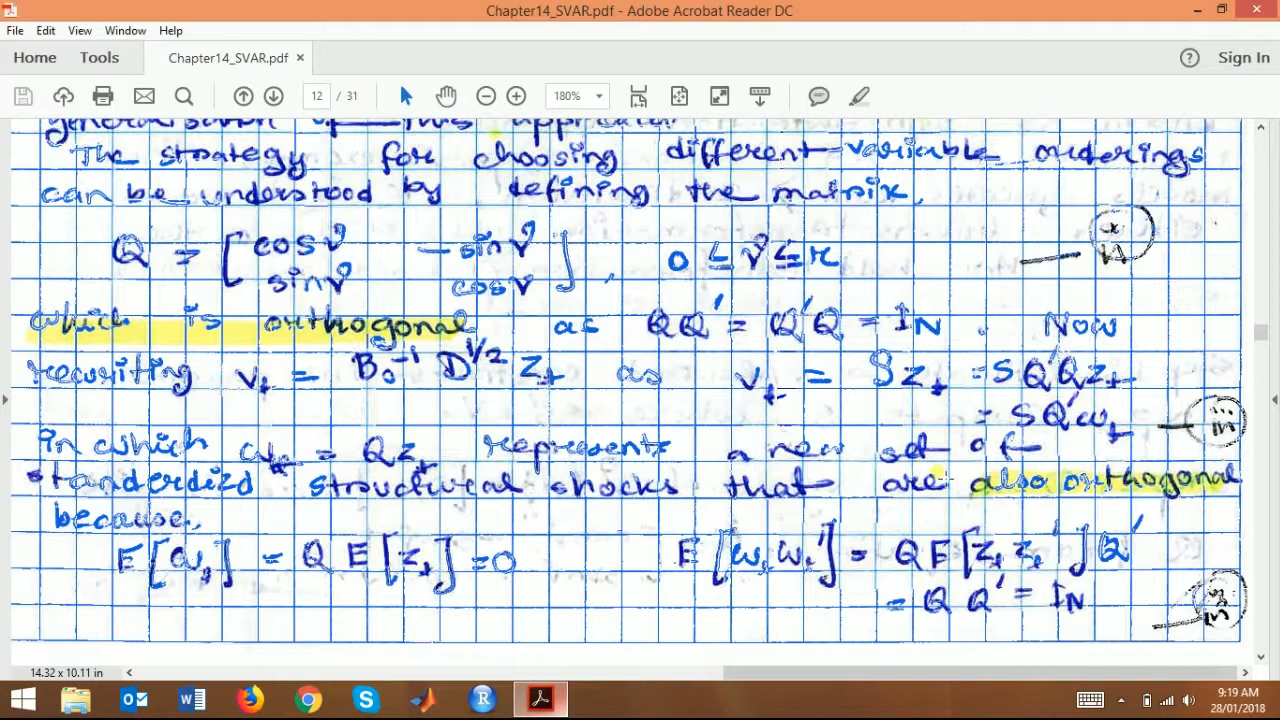 Chapter14_SVAR.pdf - Adobe Acrobat Reader DC
File Edit View Window Help
Home Tools Chapter14_SVAR.pdf × Sign In
12 / 31 180%
The strategy for choosing different variable orderings
can be understood by defining the matrix,
Q = [cos ϑ − sin ϑ
sin ϑ cos ϑ], 0 ≤ ϑ ≤ π
which is orthogonal as QQ' = Q'Q = I_N. Now
rewriting v_t = B_0^{-1} D^{1/2} z_t as v_t = S z_t = S Q'Q z_t
= S Q' w_t
in which w_t = Q z_t represents a new set of
standerdizd structural shocks that are also orthogonal
because,
E[w_t] = Q E[z_t] = 0 E[w_t w_t'] = Q E[z_t z_t'] Q'
= Q Q' = I_N
14.32 x 10.11 in
9:19 AM
28/01/2018